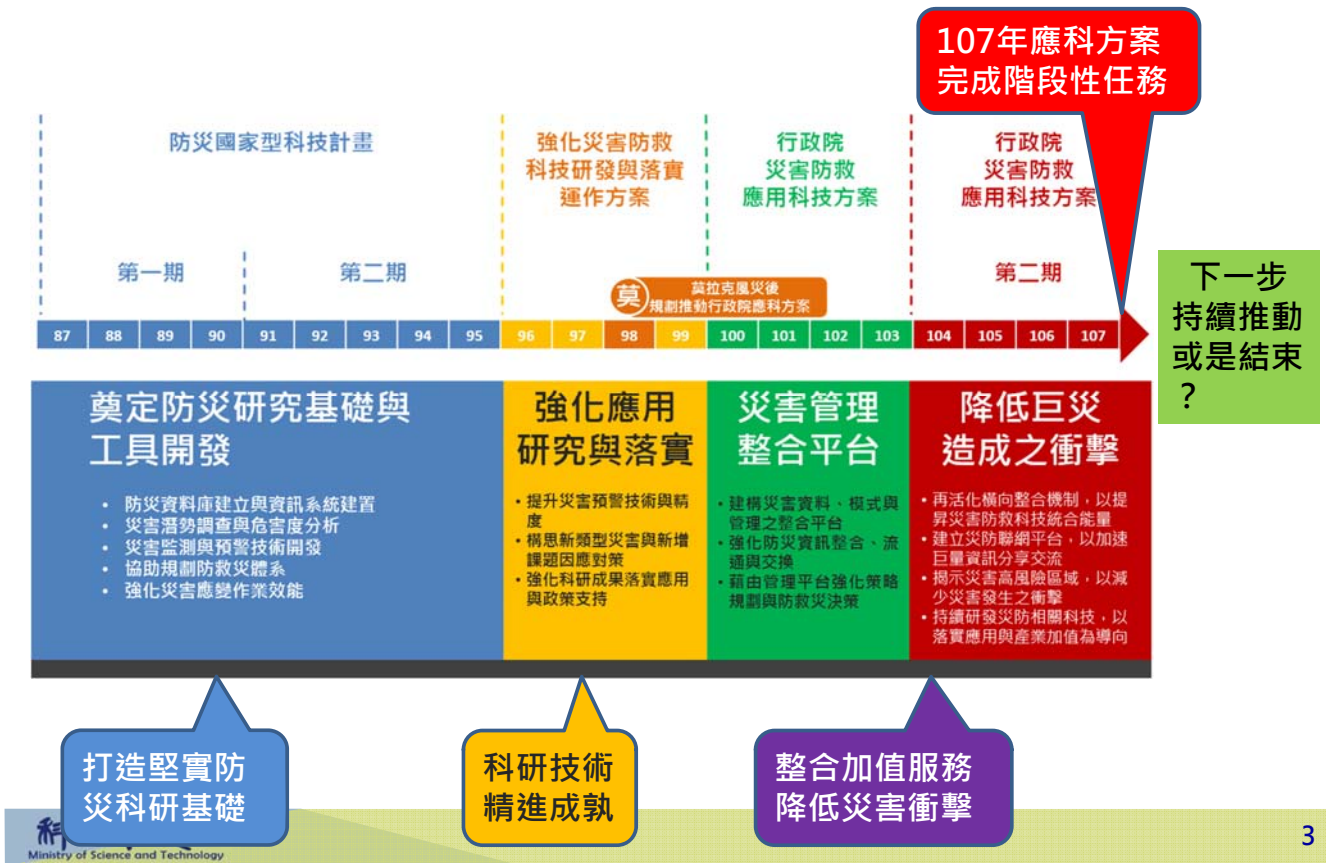 107年應科方案
完成階段性任務
防災國家型科技計畫
強化災害防救
科技研發與落實
運作方案
行政院
災害防救
應用科技方案
行政院
災害防救
應用科技方案
第一期
第二期
第二期
莫
莫拉克風災後
規劃推動行政院應科方案
87 88 89 90 91 92 93 94 95 96 97 98 99 100 101 102 103 104 105 106 107
下一步
持續推動
或是結束
?
奠定防災研究基礎與
工具開發
• 防災資料庫建立與資訊系統建置
• 災害潛勢調查與危害度分析
• 災害監測與預警技術開發
• 協助規劃防救災體系
• 強化災害應變作業效能
強化應用
研究與落實
• 提升災害預警技術與精
度
• 構思新類型災害與新增
課題因應對策
• 強化科研成果落實應用
與政策支持
災害管理
整合平台
• 建構災害資料、模式與
管理之整合平台
• 強化防災資訊整合、流
通與交換
• 藉由管理平台強化策略
規劃與防救災決策
降低巨災
造成之衝擊
• 再活化橫向整合機制,以提
昇災害防救科技統合能量
• 建立災防聯網平台,以加速
巨量資訊分享交流
• 揭示災害高風險區域,以減
少災害發生之衝擊
• 持續研發災防相關科技,以
落實應用與產業加值為導向
打造堅實防
災科研基礎
科研技術
精進成孰
整合加值服務
降低災害衝擊
Ministry of Science and Technology
3